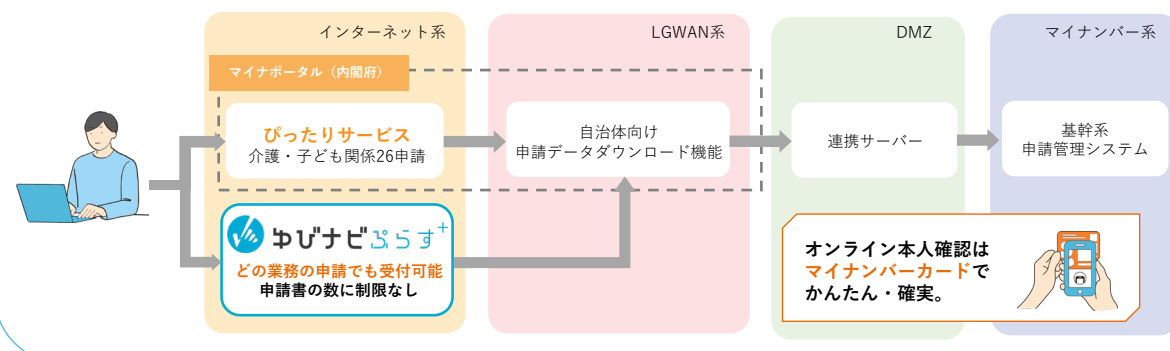 インターネット系
LGWAN系
DMZ
マイナンバー系
マイナポータル（内閣府）
ぴったりサービス
介護・子ども関係26申請
自治体向け
申請データダウンロード機能
連携サーバー
基幹系
申請管理システム
ゆびナビぷらす+
どの業務の申請でも受付可能
申請書の数に制限なし
オンライン本人確認は
マイナンバーカードで
かんたん・確実。